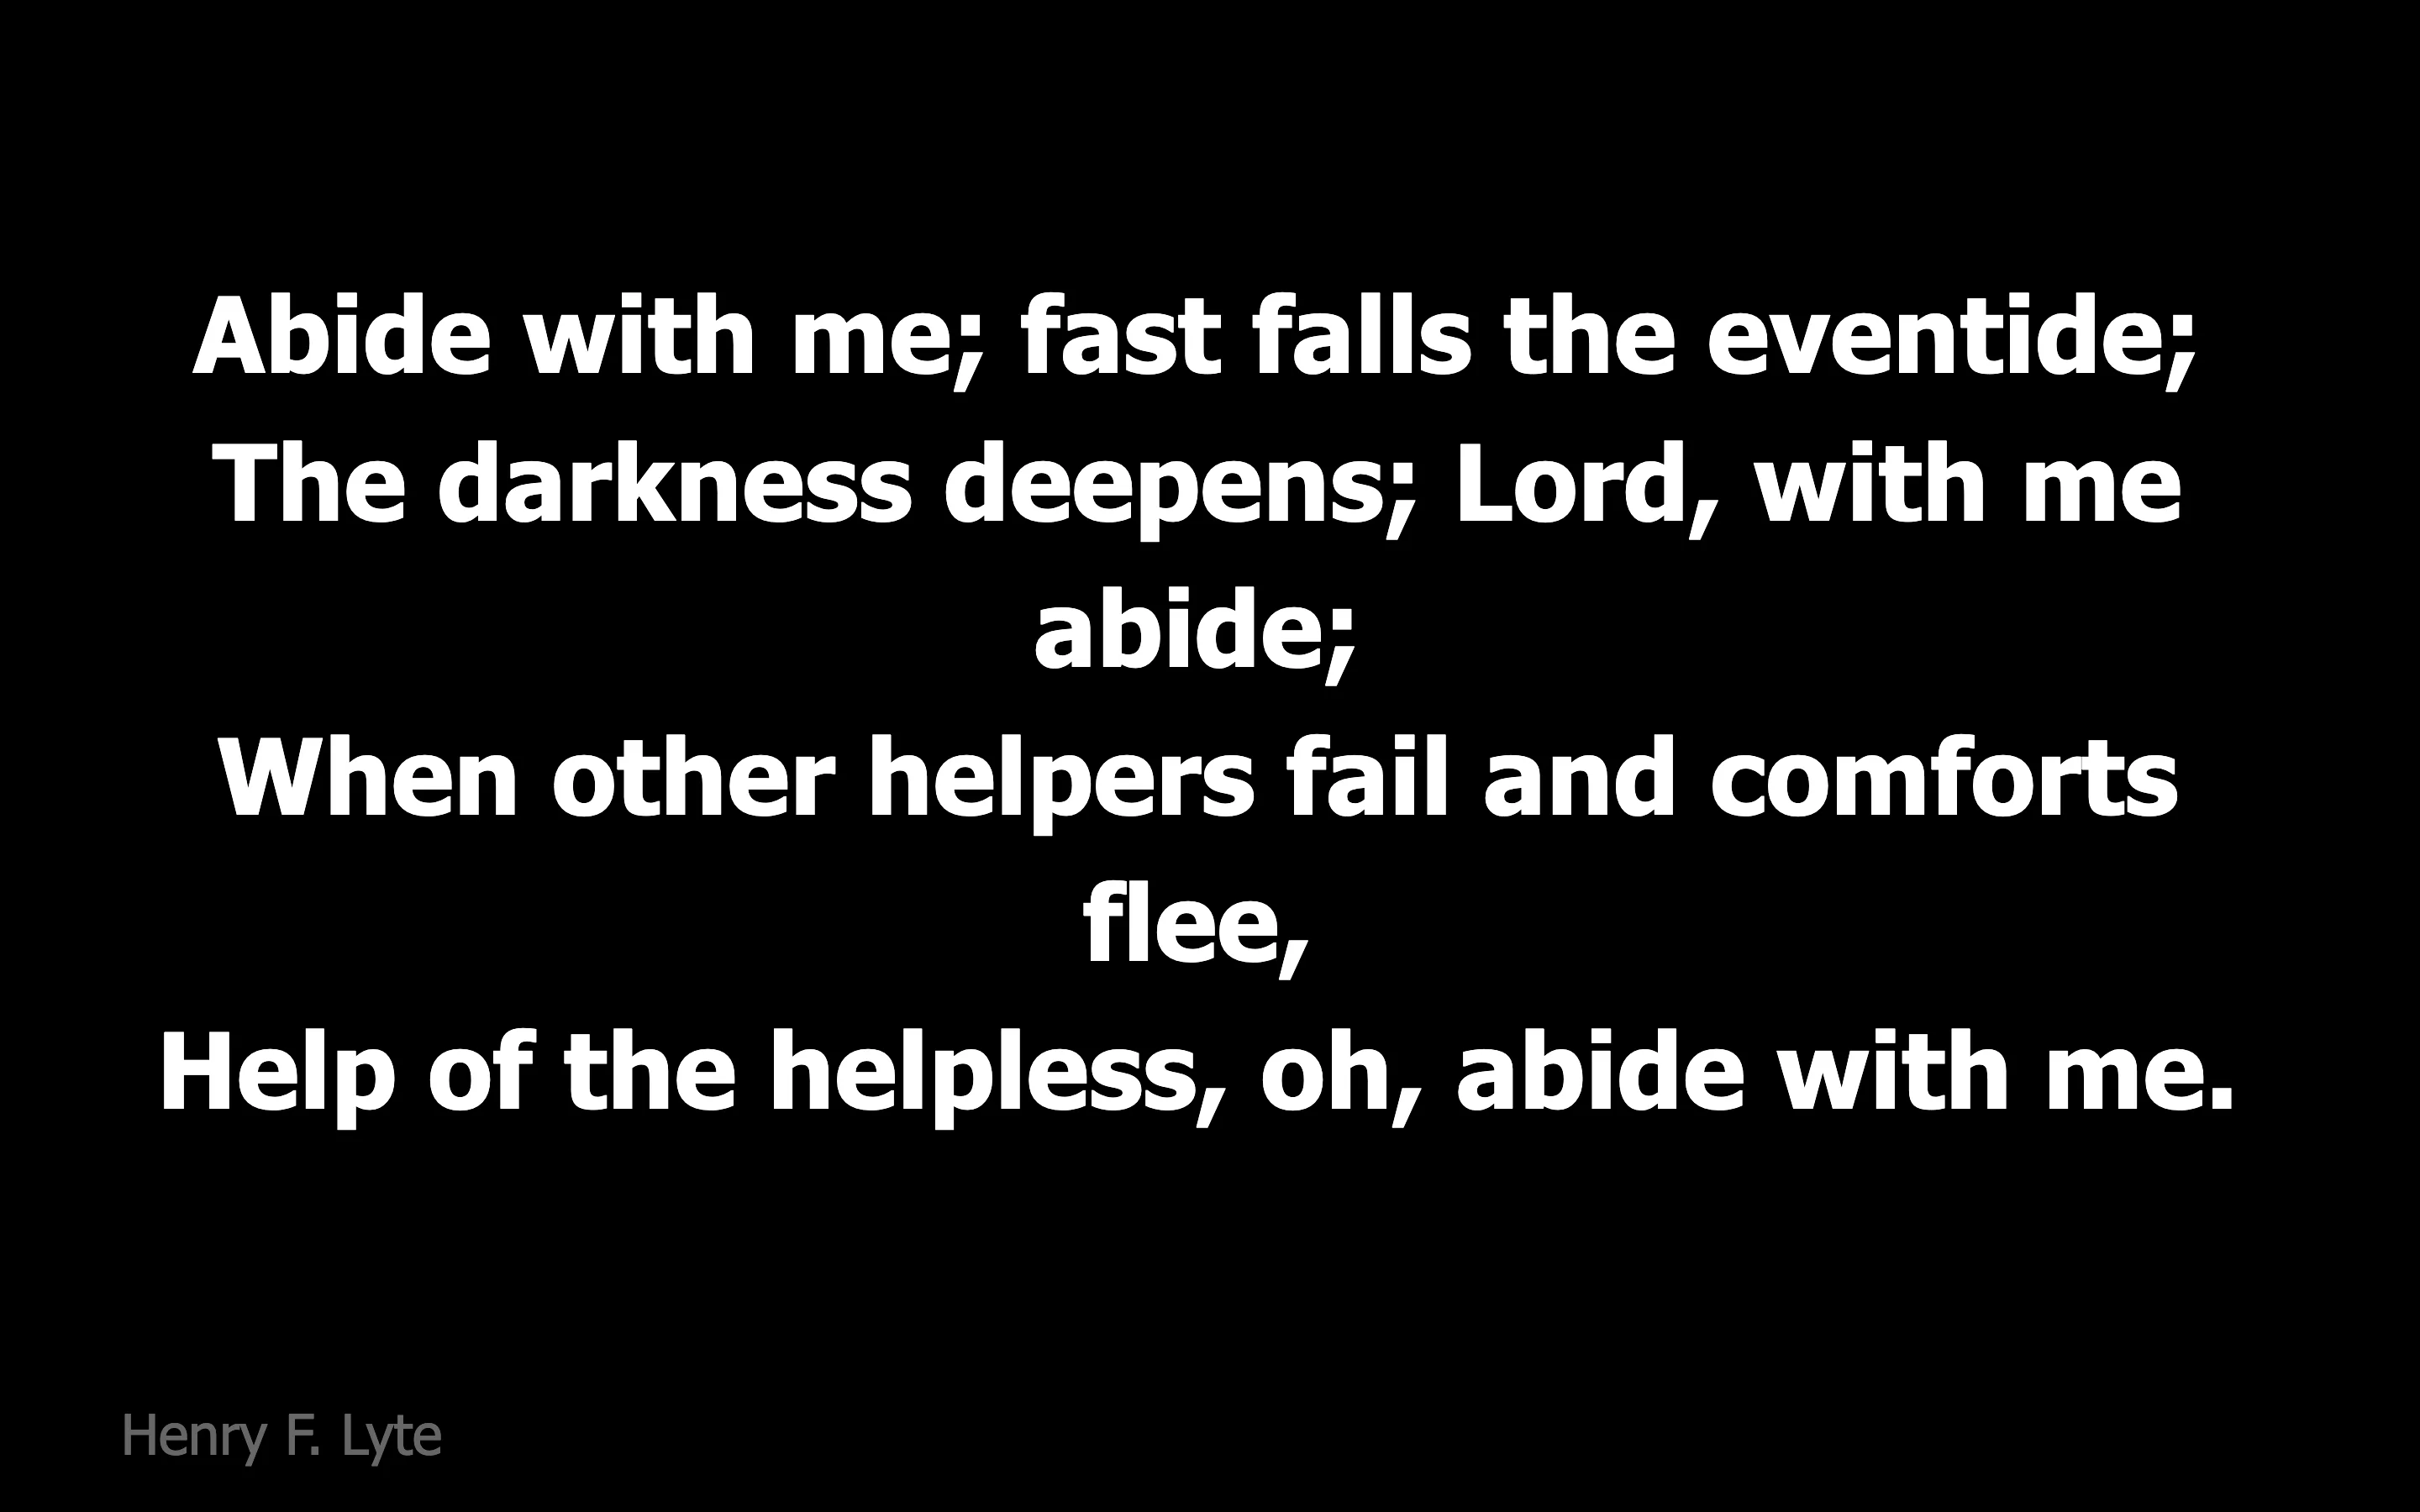 Abide with me; fast falls the eventide;
The darkness deepens; Lord, with me
abide;
When other helpers fail and comforts
flee,
Help of the helpless, oh, abide with me.
Henry F. Lyte